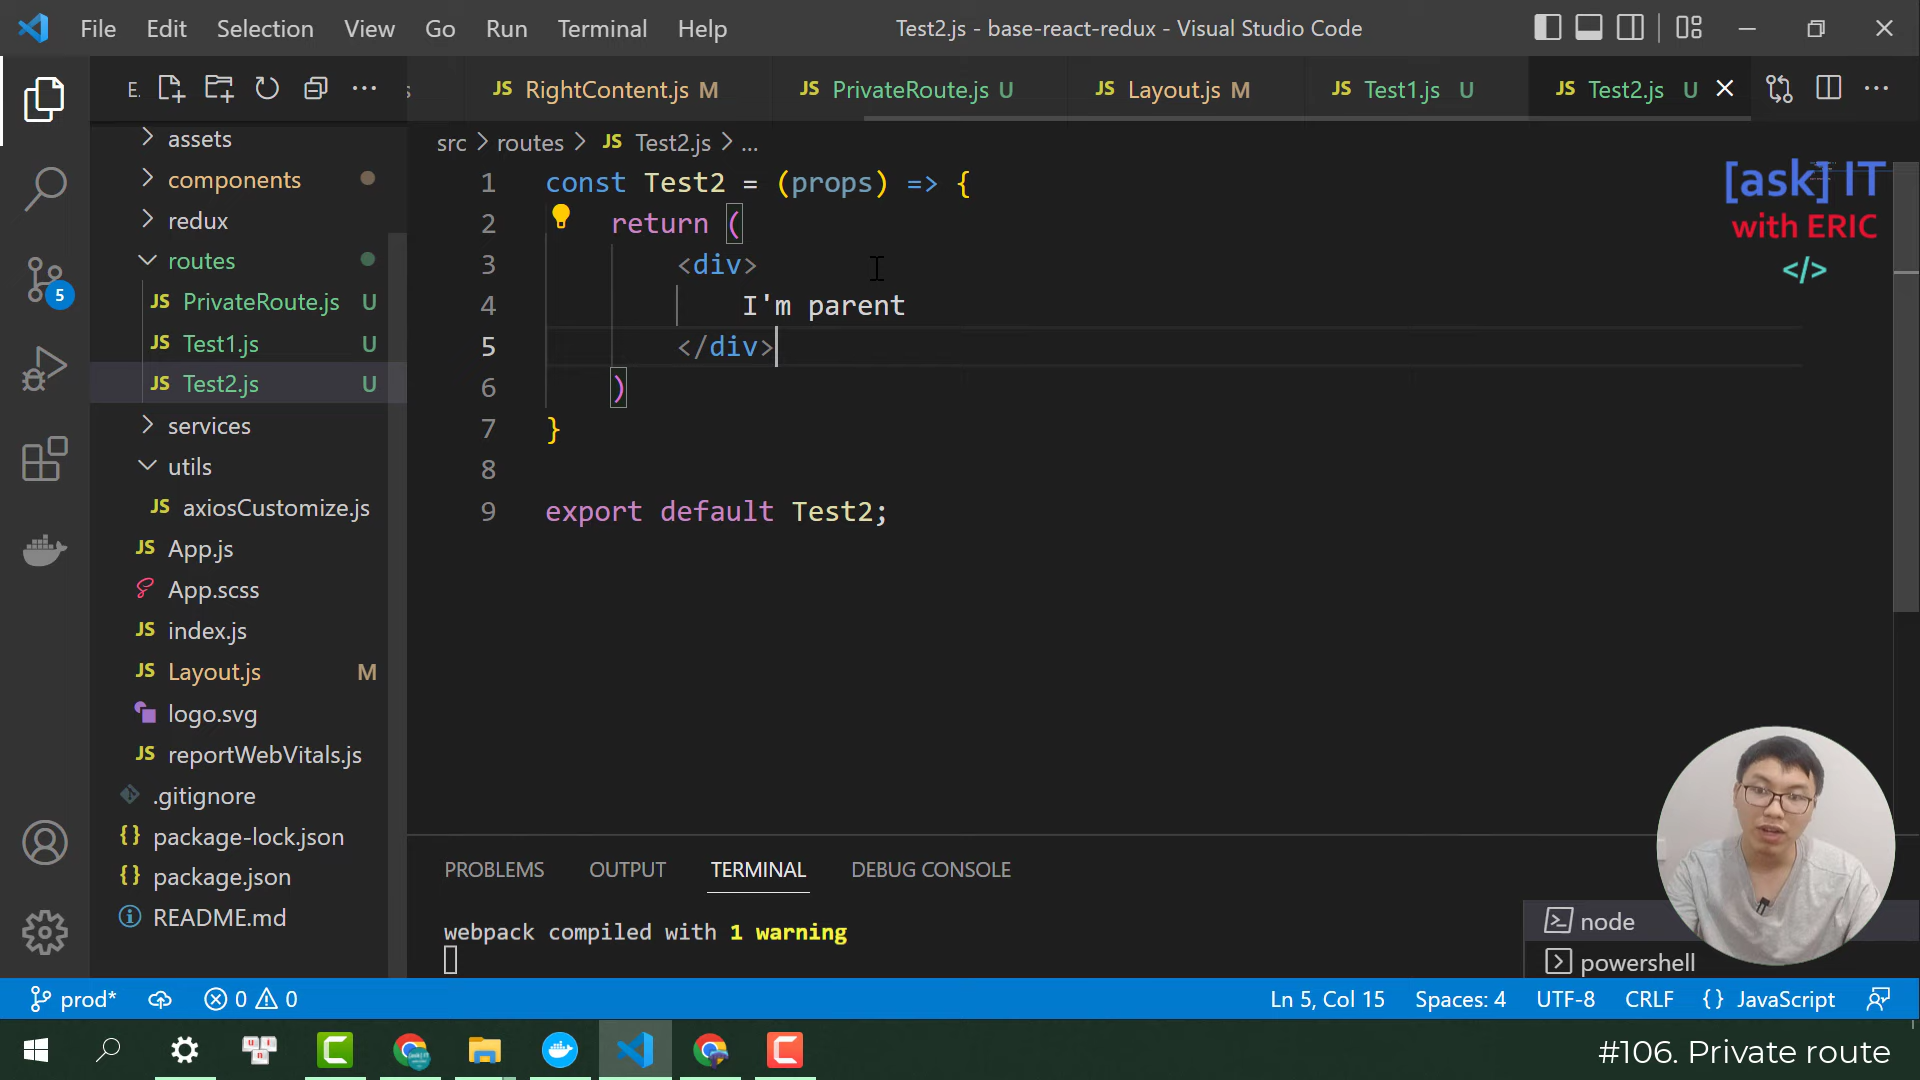 File Edit Selection View Go Run Terminal Help
Test2.js - base-react-redux - Visual Studio Code
E.
RightContent.js M
PrivateRoute.js U
Layout.js M
Test1.js U
Test2.js U
src > routes > JS Test2.js > ...
assets
components
redux
routes
JS PrivateRoute.js U
JS Test1.js U
JS Test2.js U
services
utils
JS axiosCustomize.js
JS App.js
App.scss
JS index.js
JS Layout.js M
logo.svg
JS reportWebVitals.js
.gitignore
{} package-lock.json
{} package.json
README.md
5
1 const Test2 = (props) => {
2 return (
3 <div>
4 I'm parent
5 </div>
6 )
7 }
8
9 export default Test2;
[ask] IT
with ERIC
</>
PROBLEMS OUTPUT TERMINAL DEBUG CONSOLE
webpack compiled with 1 warning
node
powershell
prod* 0 0 Ln 5, Col 15 Spaces: 4 UTF-8 CRLF {} JavaScript
#106. Private route